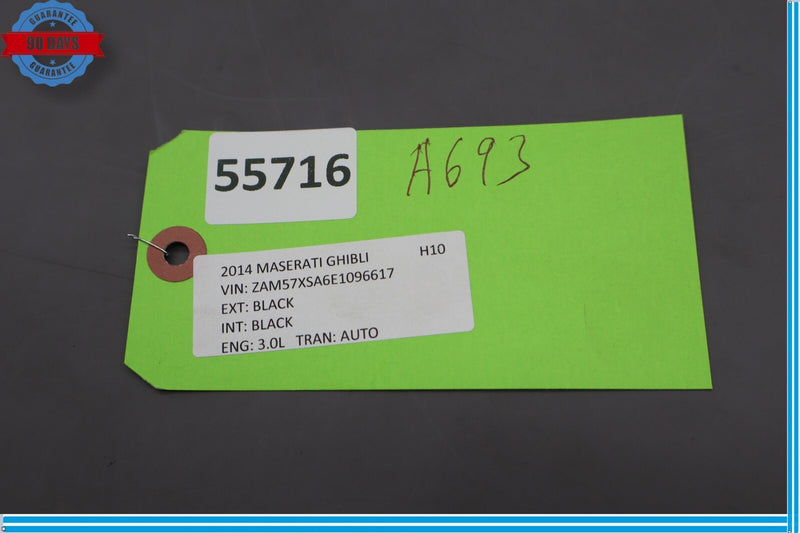 GUARANTEE
90 DAYS
GUARANTEE
55716
A693
2014 MASERATI GHIBLI H10
VIN: ZAM57XSA6E1096617
EXT: BLACK
INT: BLACK
ENG: 3.0L TRAN: AUTO